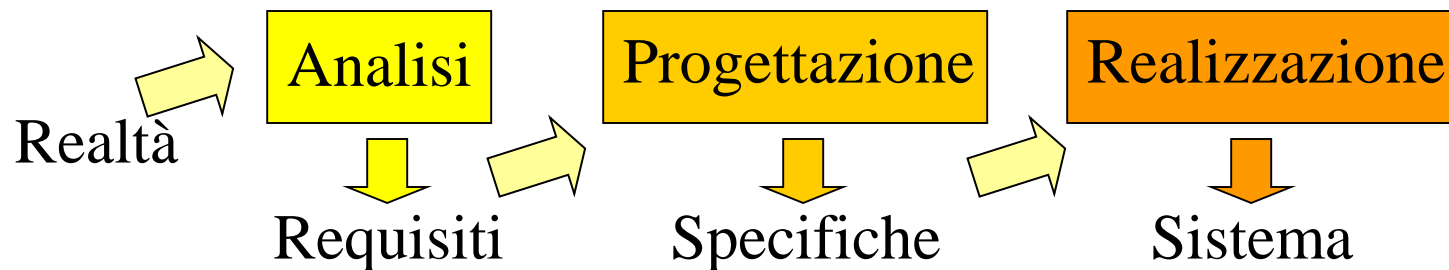 Analisi
Progettazione
Realizzazione
Realtà
Requisiti
Specifiche
Sistema